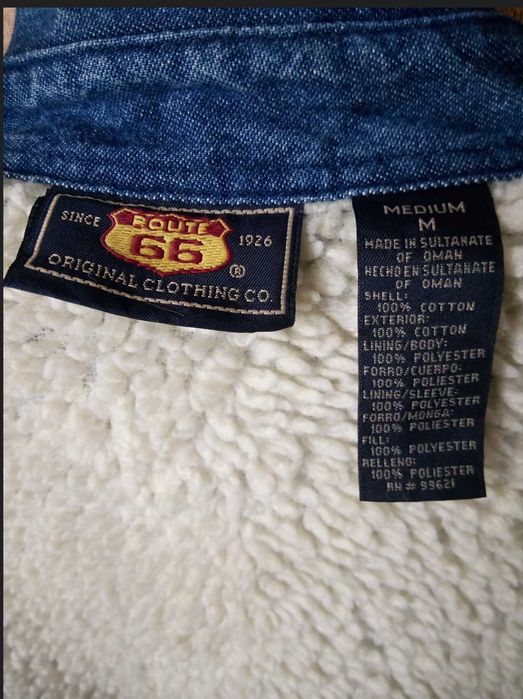 SINCE ROUTE 66 1926
ORIGINAL CLOTHING CO.
®
MEDIUM
M
MADE IN SULTANATE
OF OMAN
HECHO EN SULTANATE
OF OMAN
SHELL:
100% COTTON
EXTERIOR:
100% COTTON
LINING/BODY:
100% POLYESTER
FORRO/CUERPO:
100% POLIESTER
LINING/SLEEVE:
100% POLYESTER
FORRO/MONGA:
100% POLIESTER
FILL:
100% POLYESTER
RELLENO:
100% POLIESTER
RN# 99621